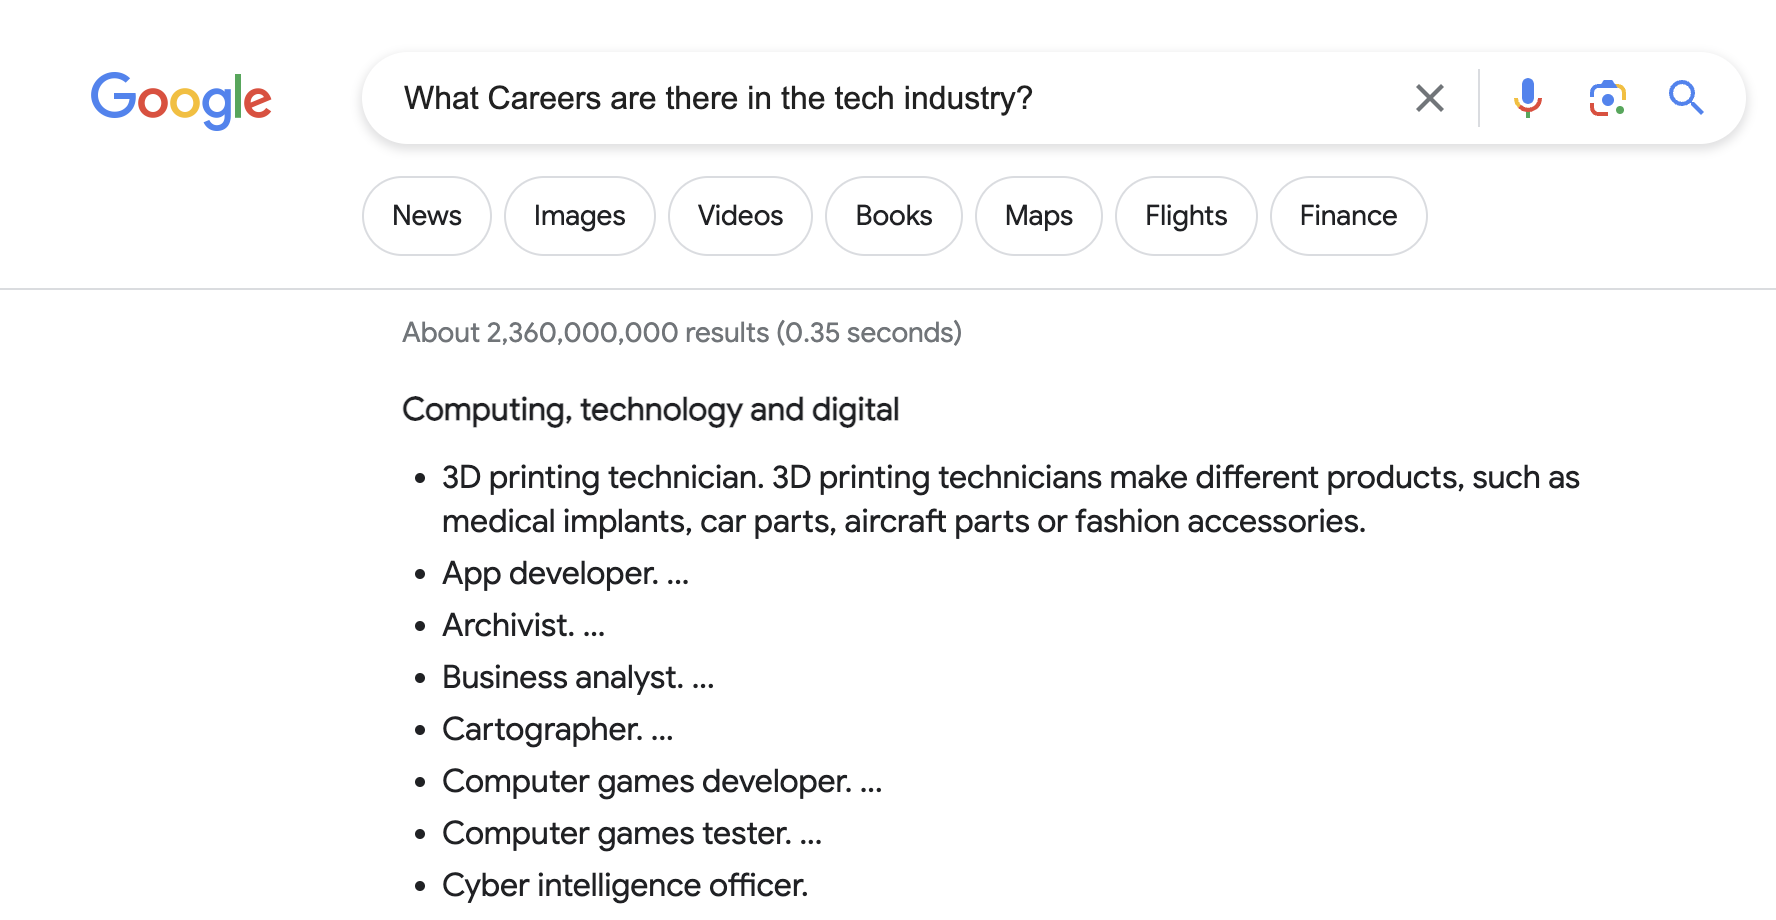 Google
What Careers are there in the tech industry?
News Images Videos Books Maps Flights Finance
About 2,360,000,000 results (0.35 seconds)
Computing, technology and digital
• 3D printing technician. 3D printing technicians make different products, such as
medical implants, car parts, aircraft parts or fashion accessories.
• App developer. ...
• Archivist. ...
• Business analyst. ...
• Cartographer. ...
• Computer games developer. ...
• Computer games tester. ...
• Cyber intelligence officer.